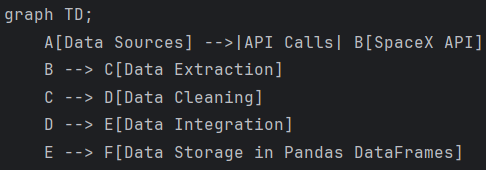 graph TD;
    A[Data Sources] -->|API Calls| B[SpaceX API]
    B --> C[Data Extraction]
    C --> D[Data Cleaning]
    D --> E[Data Integration]
    E --> F[Data Storage in Pandas DataFrames]